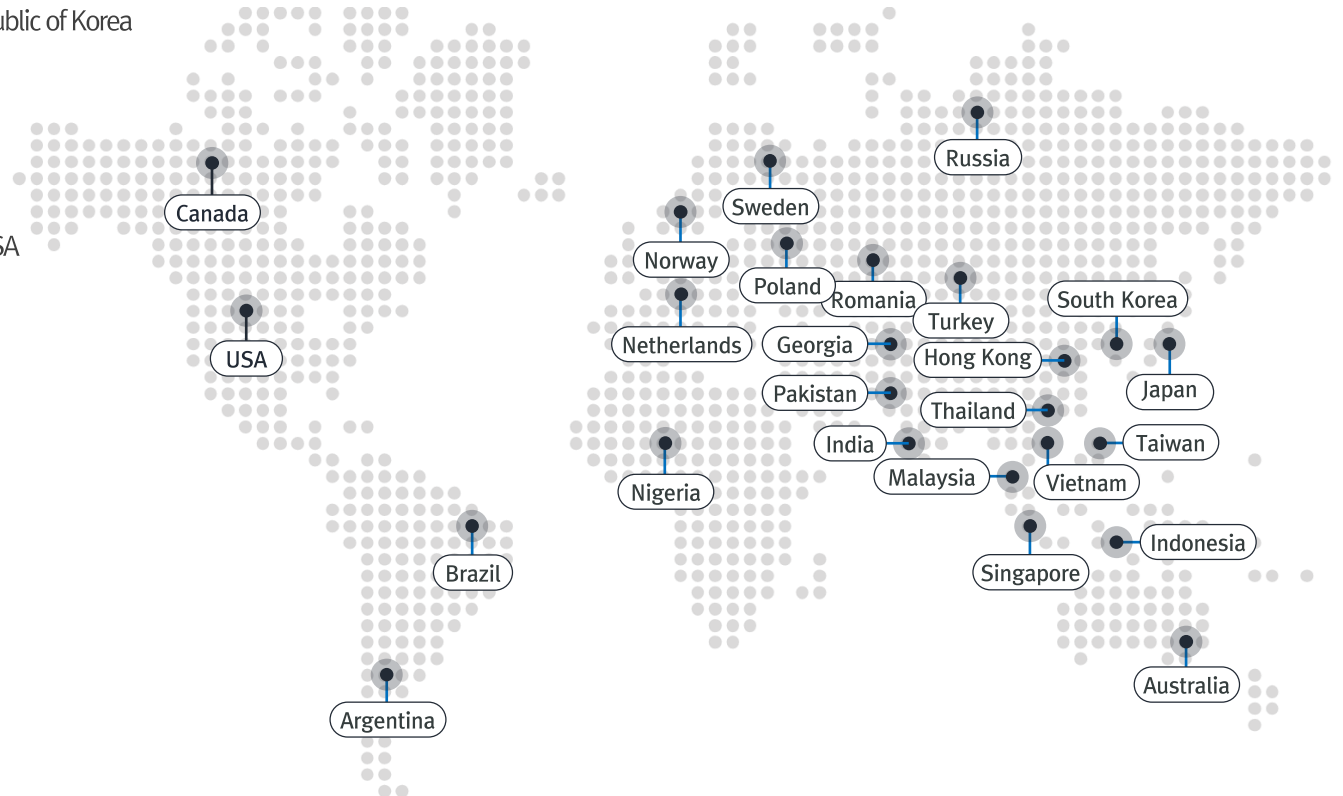 ublic of Korea
Russia
Canada
Sweden
SA
Norway
Poland
Romania
South Korea
Turkey
USA
Netherlands
Georgia
Hong Kong
Pakistan
Japan
Thailand
India
Taiwan
Malaysia
Vietnam
Nigeria
Indonesia
Brazil
Singapore
Australia
Argentina